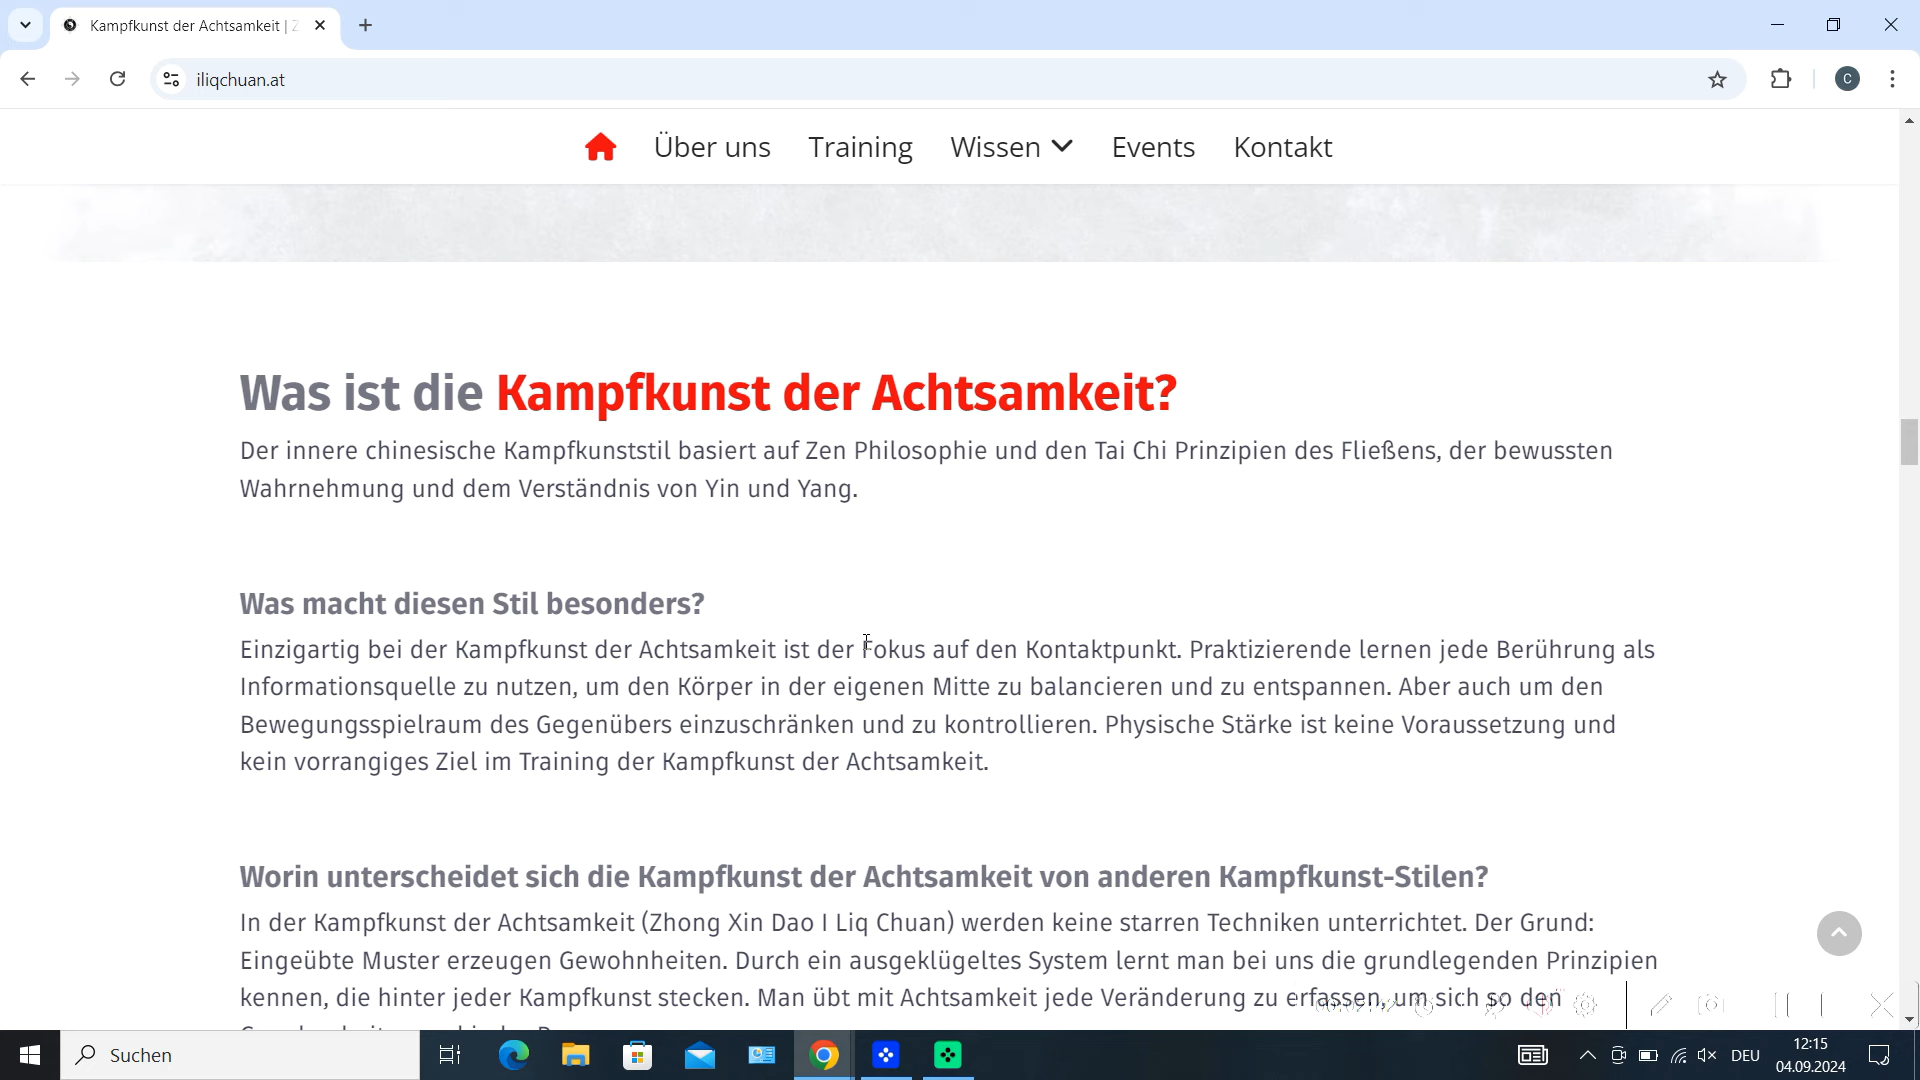 Kampfkunst der Achtsamkeit | Z
iliqchuan.at
C
Über uns Training Wissen Events Kontakt
Was ist die Kampfkunst der Achtsamkeit?
Der innere chinesische Kampfkunststil basiert auf Zen Philosophie und den Tai Chi Prinzipien des Fließens, der bewussten
Wahrnehmung und dem Verständnis von Yin und Yang.
Was macht diesen Stil besonders?
Einzigartig bei der Kampfkunst der Achtsamkeit ist der Fokus auf den Kontaktpunkt. Praktizierende lernen jede Berührung als
Informationsquelle zu nutzen, um den Körper in der eigenen Mitte zu balancieren und zu entspannen. Aber auch um den
Bewegungsspielraum des Gegenübers einzuschränken und zu kontrollieren. Physische Stärke ist keine Voraussetzung und
kein vorrangiges Ziel im Training der Kampfkunst der Achtsamkeit.
Worin unterscheidet sich die Kampfkunst der Achtsamkeit von anderen Kampfkunst-Stilen?
In der Kampfkunst der Achtsamkeit (Zhong Xin Dao I Liq Chuan) werden keine starren Techniken unterrichtet. Der Grund:
Eingeübte Muster erzeugen Gewohnheiten. Durch ein ausgeklügeltes System lernt man bei uns die grundlegenden Prinzipien
kennen, die hinter jeder Kampfkunst stecken. Man übt mit Achtsamkeit jede Veränderung zu erfassen, um sich so den
Suchen
DEU
12:15
04.09.2024